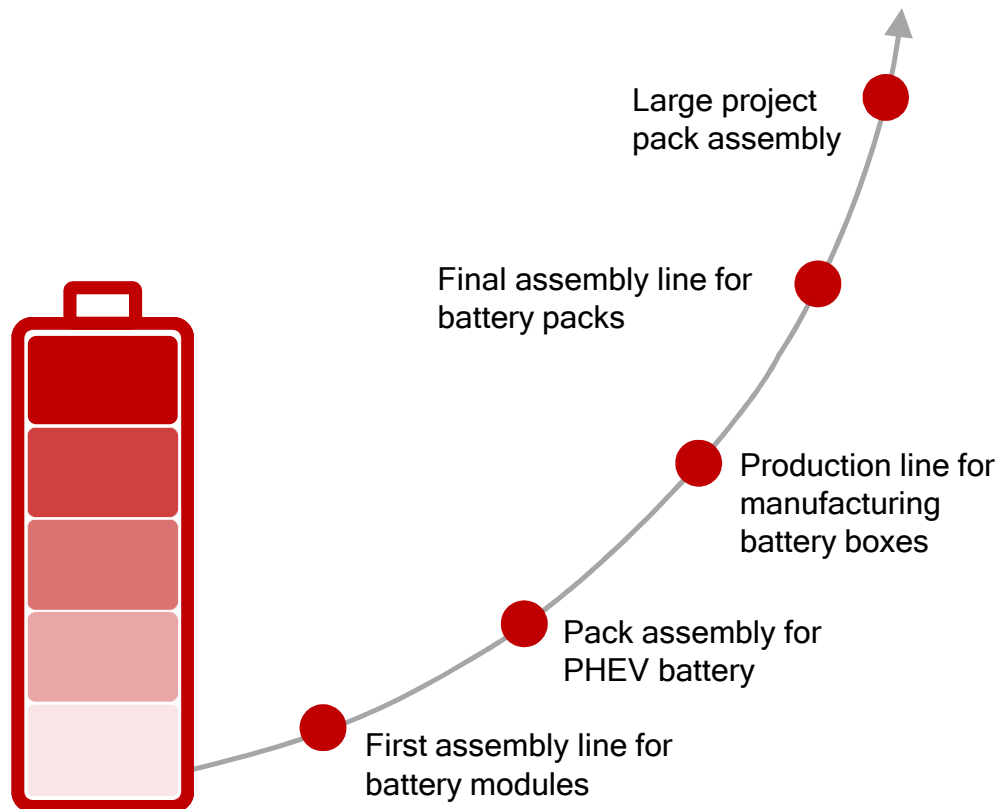 Large project
pack assembly
Final assembly line for
battery packs
Production line for
manufacturing
battery boxes
Pack assembly for
PHEV battery
First assembly line for
battery modules